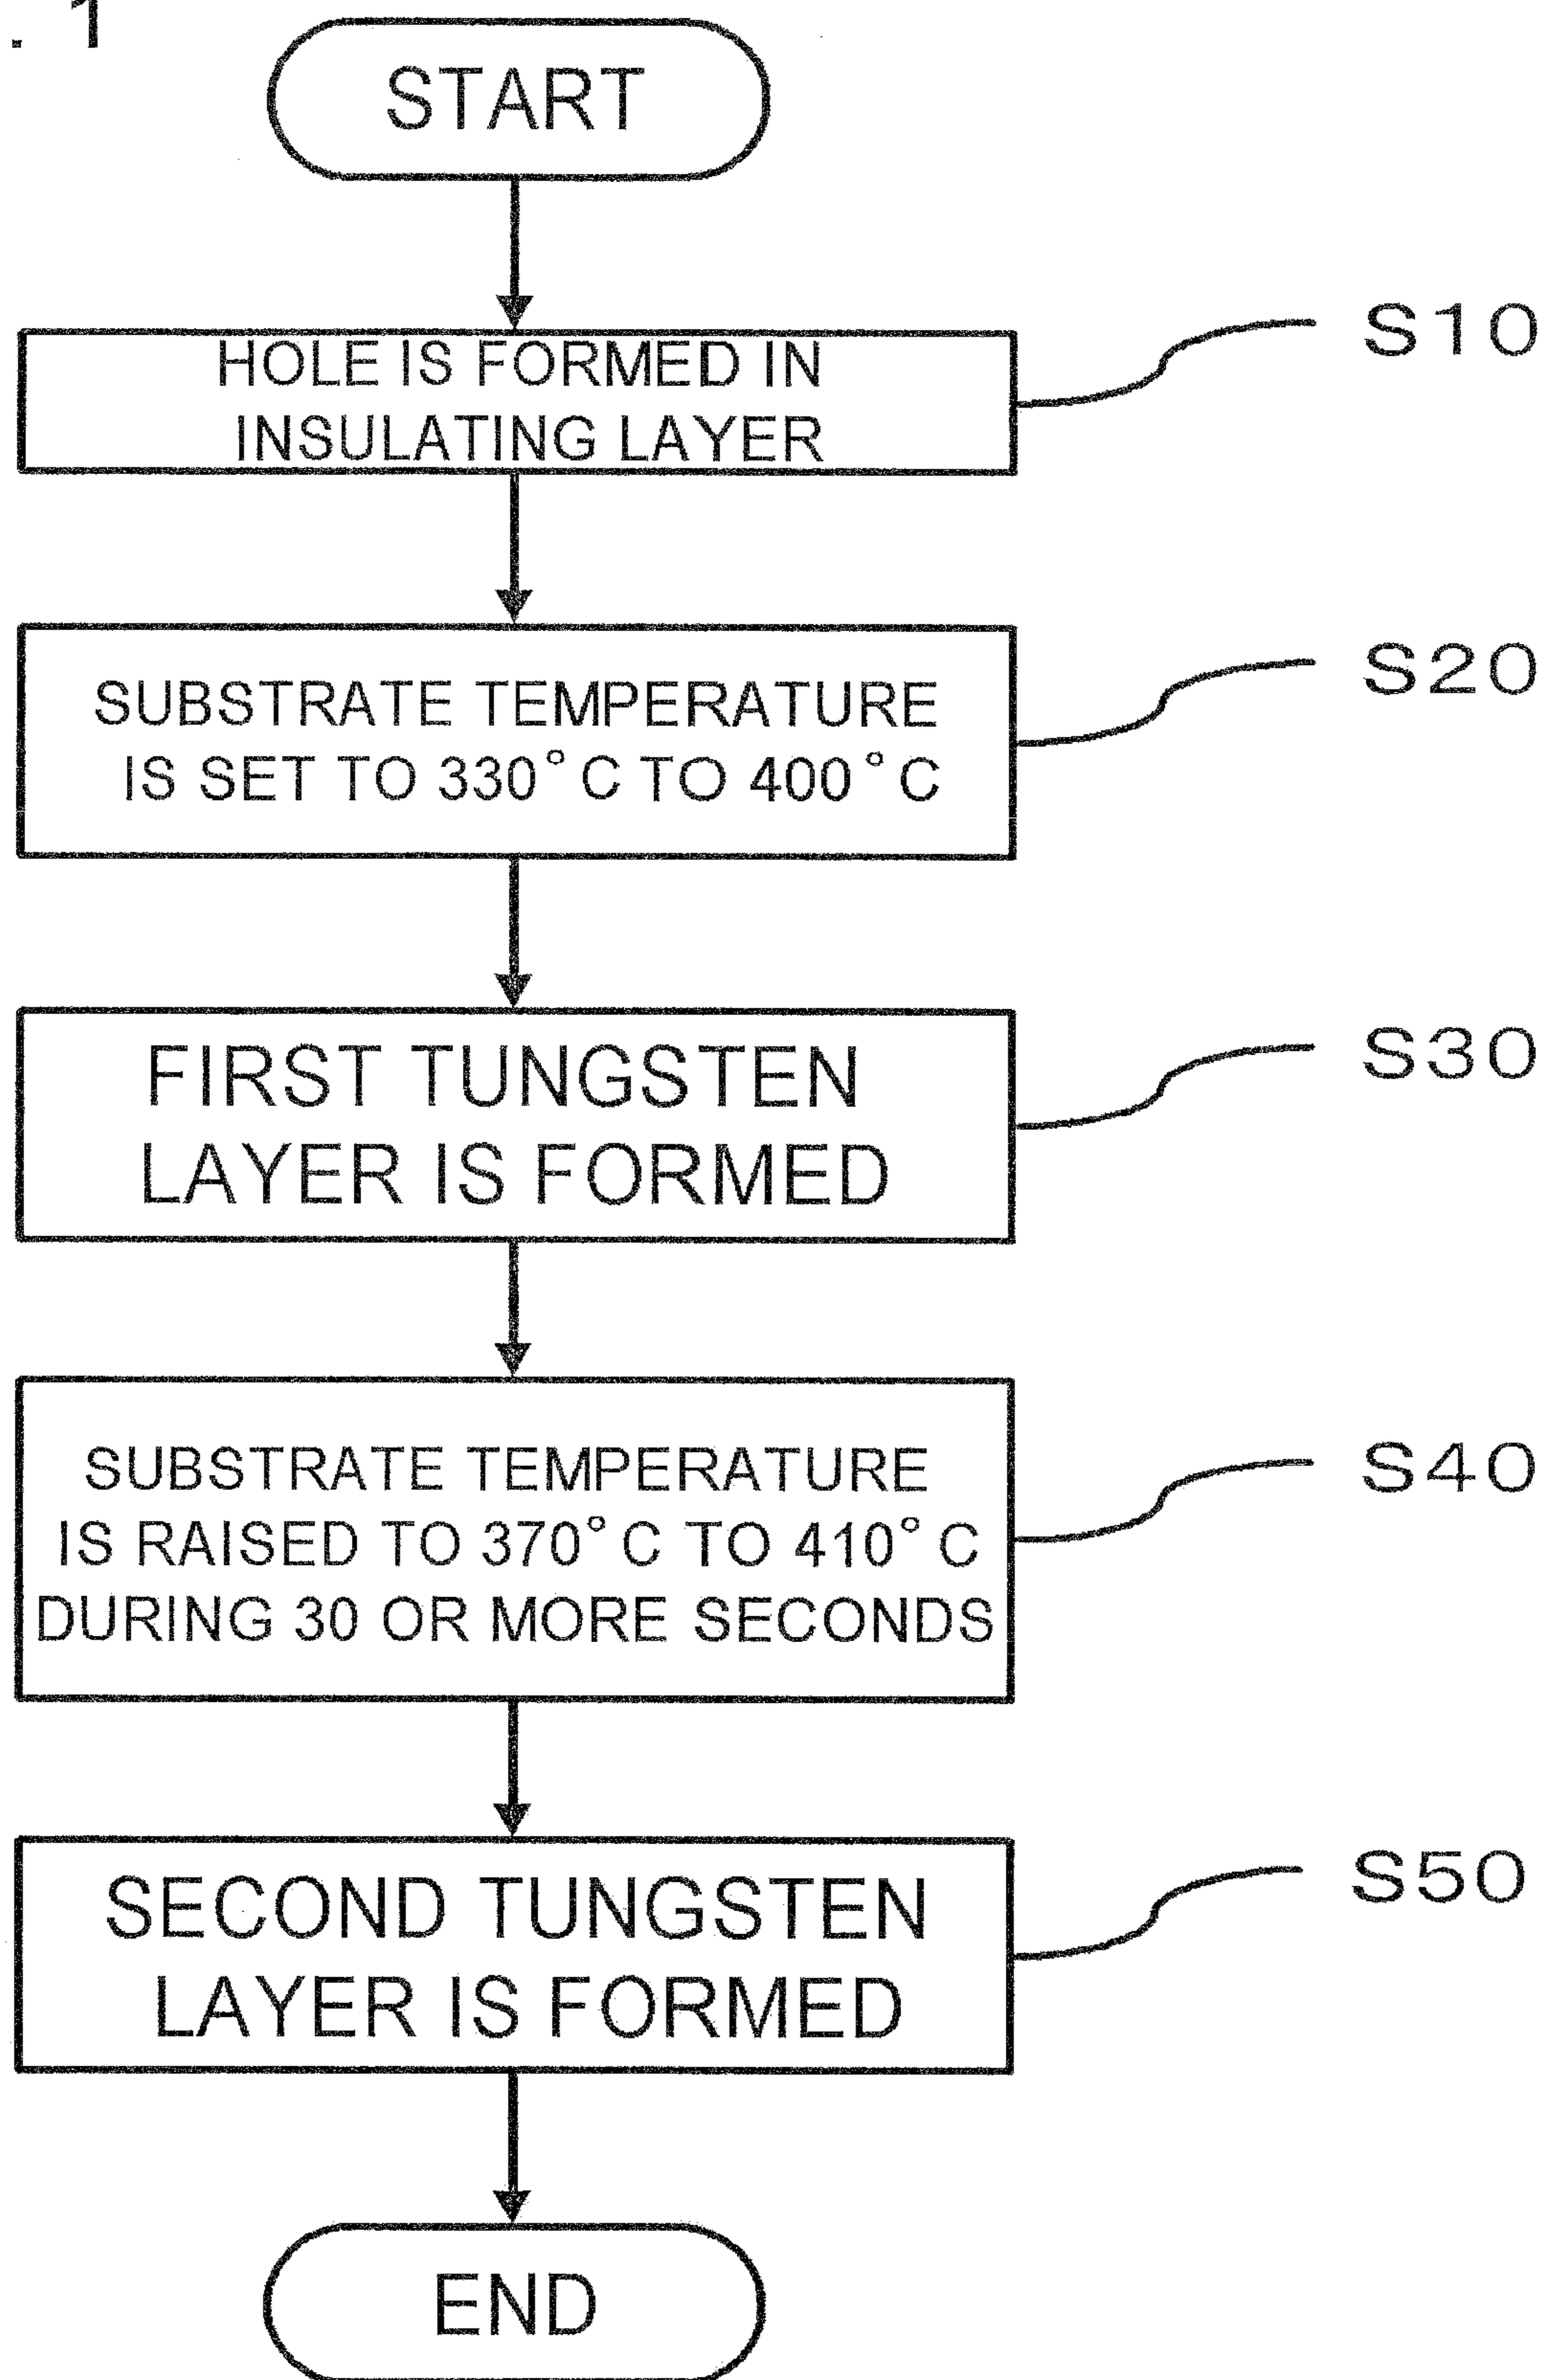 . 1
START
HOLE IS FORMED IN
INSULATING LAYER
S10
SUBSTRATE TEMPERATURE
IS SET TO 330°C TO 400°C
S20
FIRST TUNGSTEN
LAYER IS FORMED
S30
SUBSTRATE TEMPERATURE
IS RAISED TO 370°C TO 410°C
DURING 30 OR MORE SECONDS
S40
SECOND TUNGSTEN
LAYER IS FORMED
S50
END